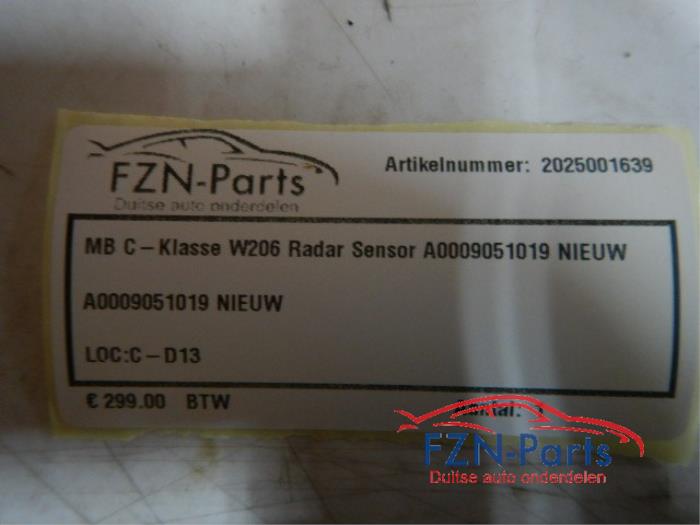 FZN-Parts
Duitse auto onderdelen
Artikelnummer: 2025001639
MB C-Klasse W206 Radar Sensor A0009051019 NIEUW
A0009051019 NIEUW
LOC:C-D13
€ 299.00 BTW
Aantal:
FZN-Parts
Duitse auto onderdelen